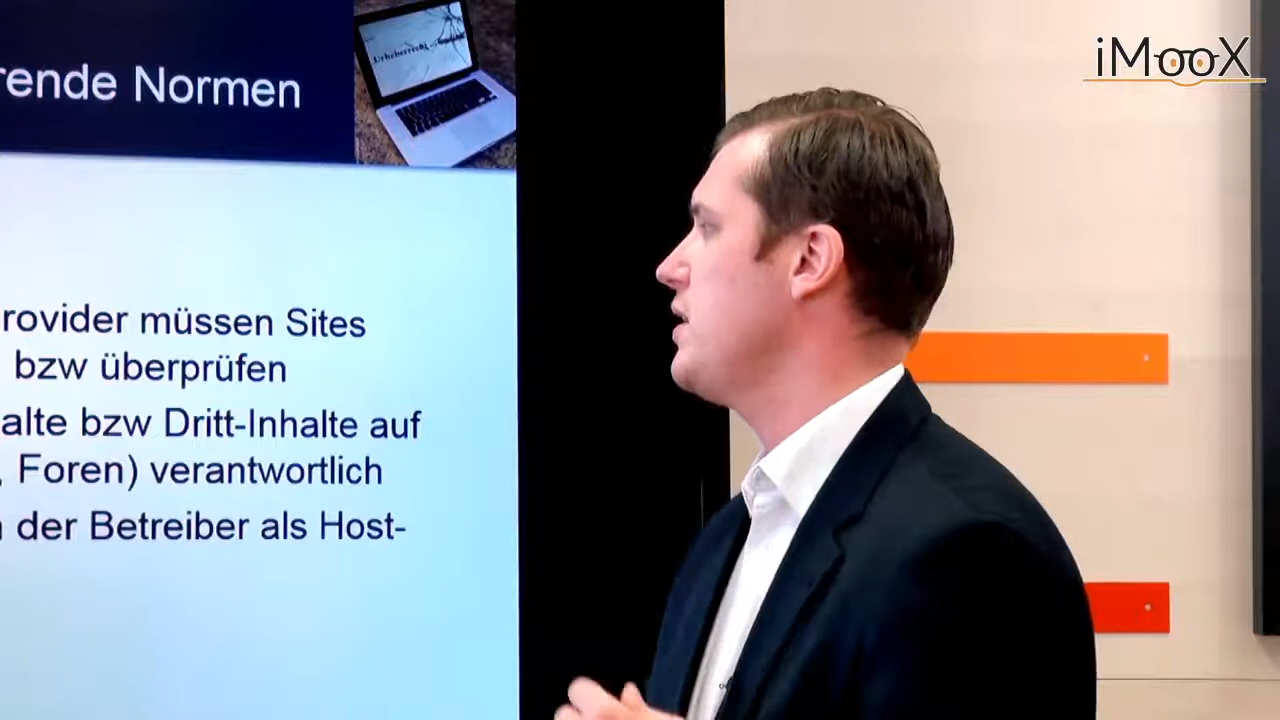 iMooX
rende Normen
Urheberrecht
rovider müssen Sites
bzw überprüfen
alte bzw Dritt-Inhalte auf
, Foren) verantwortlich
der Betreiber als Host-